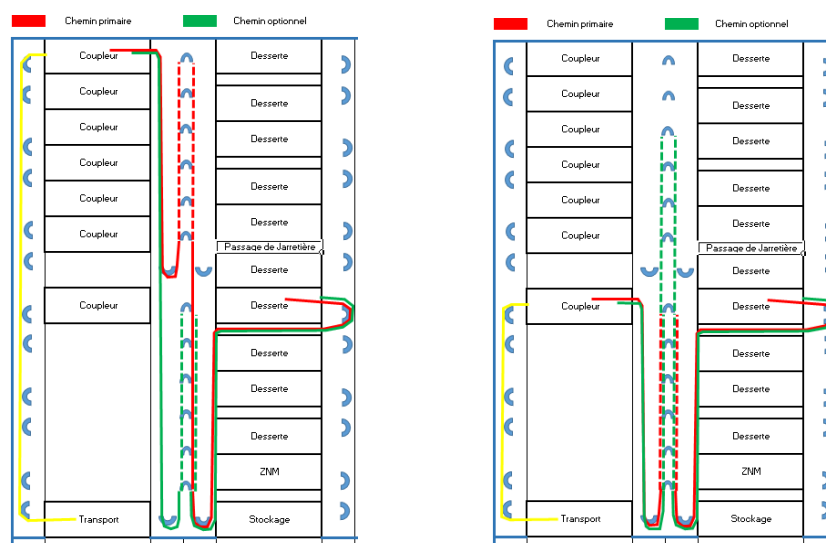 Chemin primaire
Chemin optionnel
Coupleur
Coupleur
Coupleur
Coupleur
Coupleur
Coupleur
Coupleur
Transport
Desserte
Desserte
Desserte
Desserte
Desserte
Passage de Jarretière
Desserte
Desserte
Desserte
Desserte
Desserte
ZNM
Stockage
Chemin primaire
Chemin optionnel
Coupleur
Coupleur
Coupleur
Coupleur
Coupleur
Coupleur
Coupleur
Transport
Desserte
Desserte
Desserte
Desserte
Desserte
Passage de Jarretière
Desserte
Desserte
Desserte
Desserte
Desserte
ZNM
Stockage